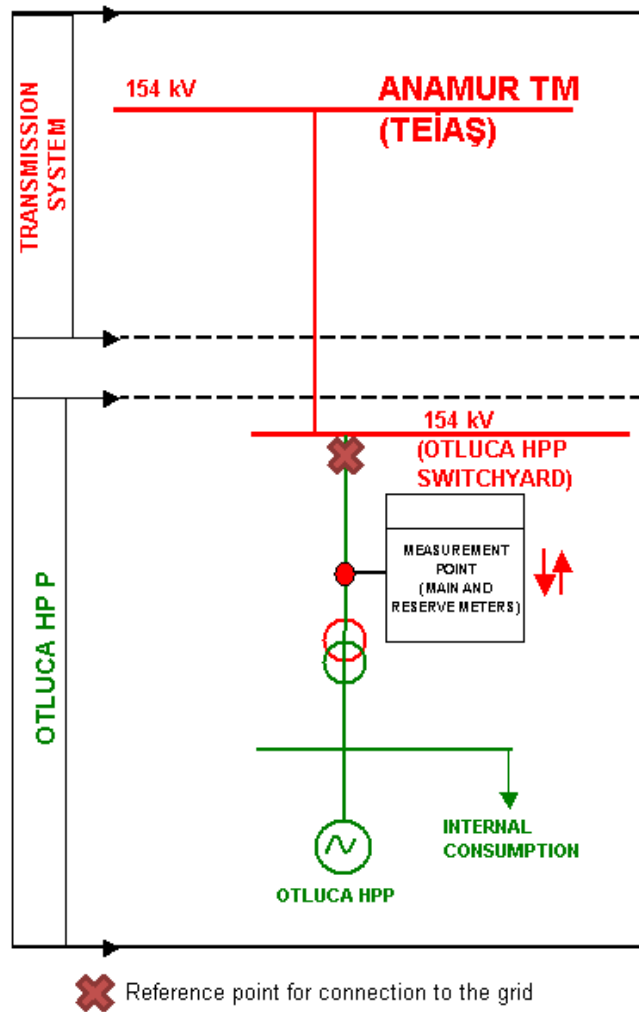 154 kV
ANAMUR TM
(TEİAŞ)
TRANSMISSION
SYSTEM
154 kV
(OTLUCA HPP
SWITCHYARD)
MEASUREMENT
POINT
(MAIN AND
RESERVE METERS)
OTLUCA HP P
INTERNAL
CONSUMPTION
OTLUCA HPP
Reference point for connection to the grid